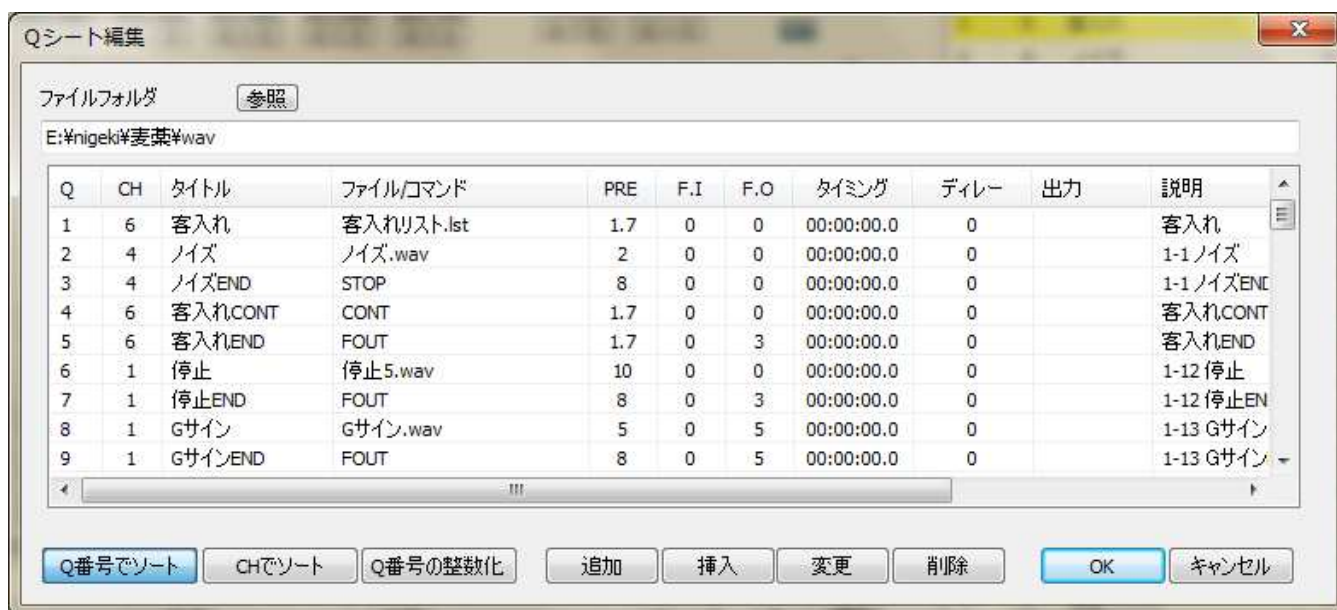 Qシート編集
ファイルフォルダ 参照
E:¥nigeki¥麦藁¥wav
Q CH タイトル ファイル/コマンド PRE F.I F.O タイミング ディレー 出力 説明
1 6 客入れ 客入れリスト.lst 1.7 0 0 00:00:00.0 0 客入れ
2 4 ノイズ ノイズ.wav 2 0 0 00:00:00.0 0 1-1 ノイズ
3 4 ノイズEND STOP 8 0 0 00:00:00.0 0 1-1 ノイズEND
4 6 客入れCONT CONT 1.7 0 0 00:00:00.0 0 客入れCONT
5 6 客入れEND FOUT 1.7 0 3 00:00:00.0 0 客入れEND
6 1 停止 停止5.wav 10 0 0 00:00:00.0 0 1-12 停止
7 1 停止END FOUT 8 0 3 00:00:00.0 0 1-12 停止EN
8 1 Gサイン Gサイン.wav 5 0 5 00:00:00.0 0 1-13 Gサイン
9 1 GサインEND FOUT 8 0 5 00:00:00.0 0 1-13 Gサイン
Q番号でソート CHでソート Q番号の整数化 追加 挿入 変更 削除 OK キャンセル